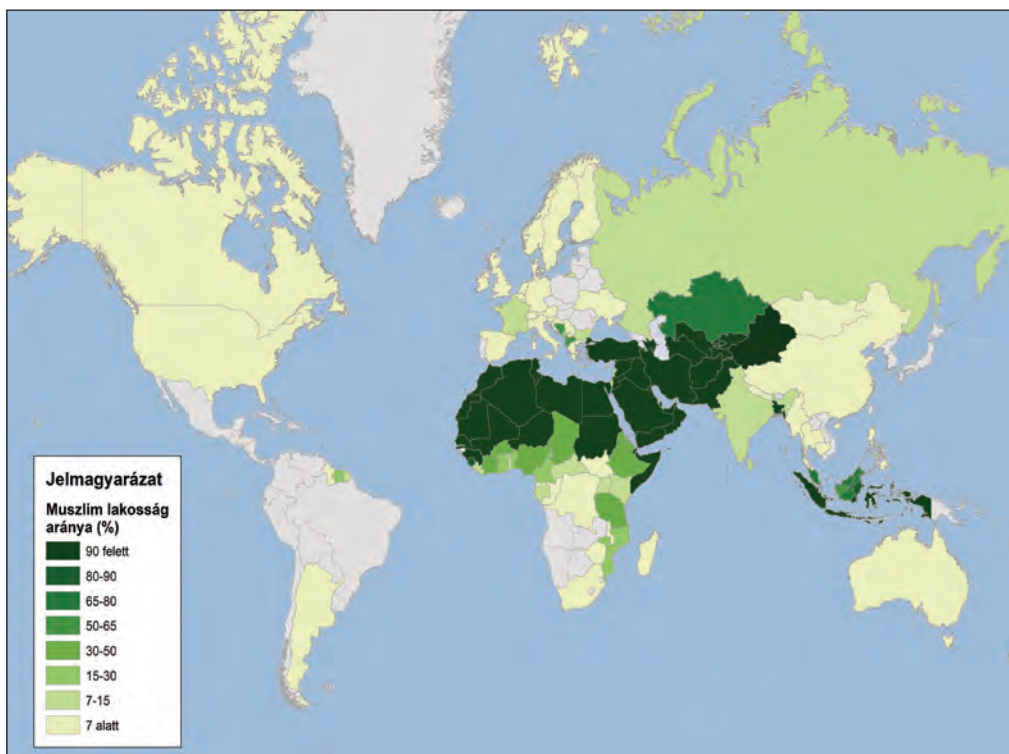 Jelmagyarázat
Muszlim lakosság
aránya (%)
90 felett
80-90
65-80
50-65
30-50
15-30
7-15
7 alatt